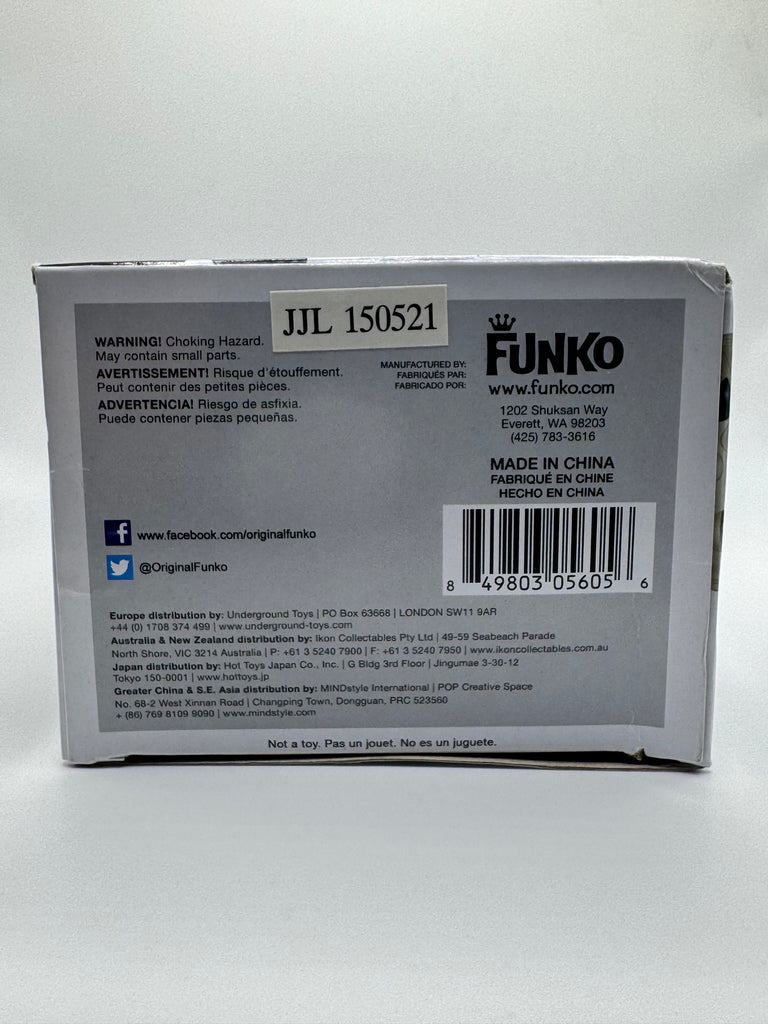 JJL 150521
WARNING! Choking Hazard.
May contain small parts.
AVERTISSEMENT! Risque d'étouffement.
Peut contenir des petites pièces.
ADVERTENCIA! Riesgo de asfixia.
Puede contener piezas pequeñas.
MANUFACTURED BY:
FABRIQUÉS PAR:
FABRICADO POR:
FUNKO
www.funko.com
1202 Shuksan Way
Everett, WA 98203
(425) 783-3616
MADE IN CHINA
FABRIQUÉ EN CHINE
HECHO EN CHINA
f www.facebook.com/originalfunko
@OriginalFunko
8 49803 05605 6
Europe distribution by: Underground Toys | PO Box 63668 | LONDON SW11 9AR
+44 (0) 1708 374 499 | www.underground-toys.com
Australia & New Zealand distribution by: Ikon Collectables Pty Ltd | 49-59 Seabeach Parade
North Shore, VIC 3214 Australia | P: +61 3 5240 7900 | F: +61 3 5240 7950 | www.ikoncollectables.com.au
Japan distribution by: Hot Toys Japan Co., Inc. | G Bldg 3rd Floor | Jingumae 3-30-12
Tokyo 150-0001 | www.hottoys.jp
Greater China & S.E. Asia distribution by: MINDstyle International | POP Creative Space
No. 68-2 West Xinnan Road | Changping Town, Dongguan, PRC 523560
+ (86) 769 8109 9090 | www.mindstyle.com
Not a toy. Pas un jouet. No es un juguete.